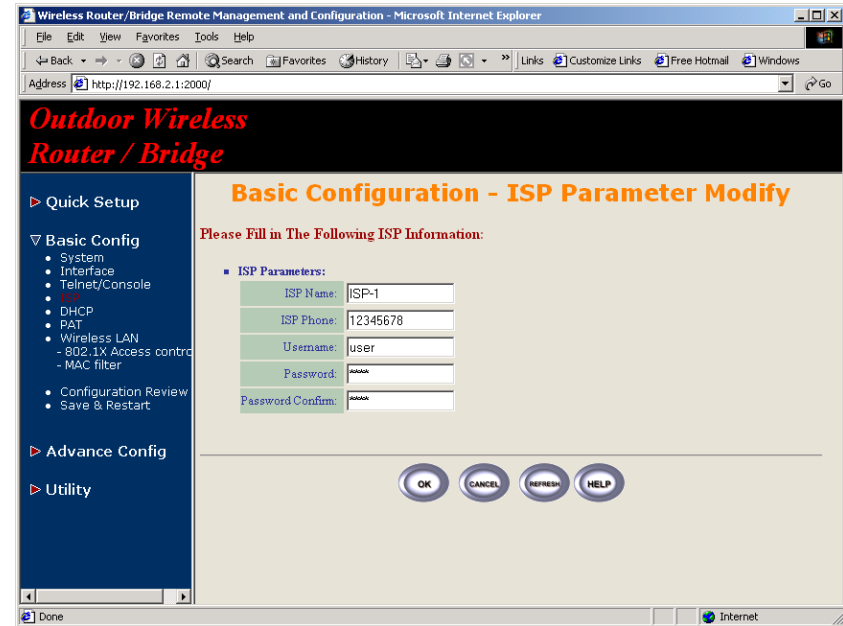 Wireless Router/Bridge Remote Management and Configuration - Microsoft Internet Explorer
File Edit View Favorites Tools Help
Back Search Favorites History » Links Customize Links Free Hotmail Windows
Address http://192.168.2.1:2000/ Go
Outdoor Wireless
Router / Bridge
Quick Setup
Basic Config
System
Interface
Telnet/Console
ISP
DHCP
PAT
Wireless LAN
- 802.1X Access contro
- MAC filter
Configuration Review
Save & Restart
Advance Config
Utility
Basic Configuration - ISP Parameter Modify
Please Fill in The Following ISP Information:
ISP Parameters:
ISP Name: ISP-1
ISP Phone: 12345678
Username: user
Password: ****
Password Confirm: ****
OK CANCEL REFRESH HELP
Done Internet